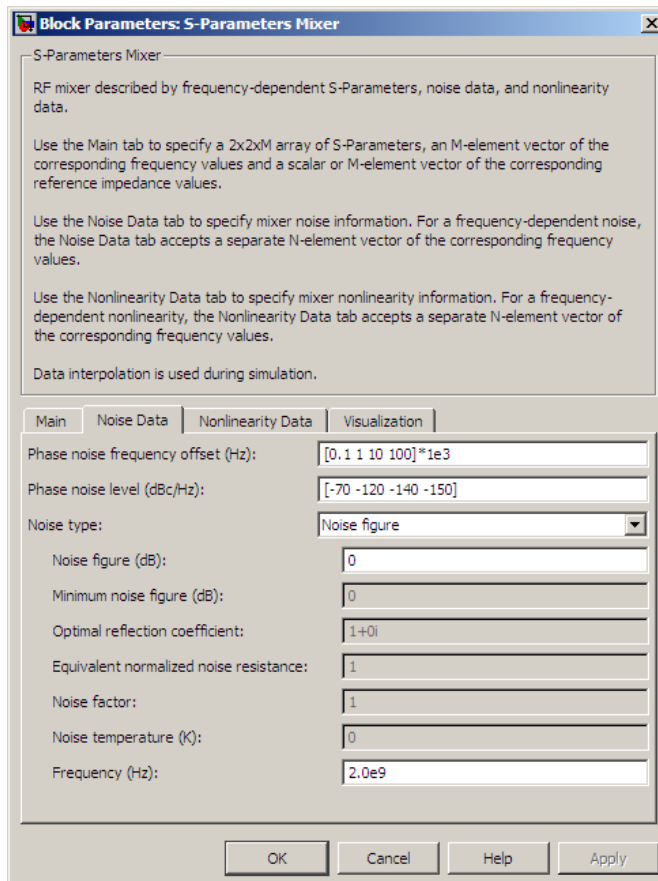 Block Parameters: S-Parameters Mixer
S-Parameters Mixer
RF mixer described by frequency-dependent S-Parameters, noise data, and nonlinearity
data.
Use the Main tab to specify a 2x2xM array of S-Parameters, an M-element vector of the
corresponding frequency values and a scalar or M-element vector of the corresponding
reference impedance values.
Use the Noise Data tab to specify mixer noise information. For a frequency-dependent noise,
the Noise Data tab accepts a separate N-element vector of the corresponding frequency
values.
Use the Nonlinearity Data tab to specify mixer nonlinearity information. For a frequency-
dependent nonlinearity, the Nonlinearity Data tab accepts a separate N-element vector of
the corresponding frequency values.
Data interpolation is used during simulation.
Main Noise Data Nonlinearity Data Visualization
Phase noise frequency offset (Hz): [0.1 1 10 100]*1e3
Phase noise level (dBc/Hz): [-70 -120 -140 -150]
Noise type: Noise figure
Noise figure (dB): 0
Minimum noise figure (dB): 0
Optimal reflection coefficient: 1+0i
Equivalent normalized noise resistance: 1
Noise factor: 1
Noise temperature (K): 0
Frequency (Hz): 2.0e9
OK Cancel Help Apply